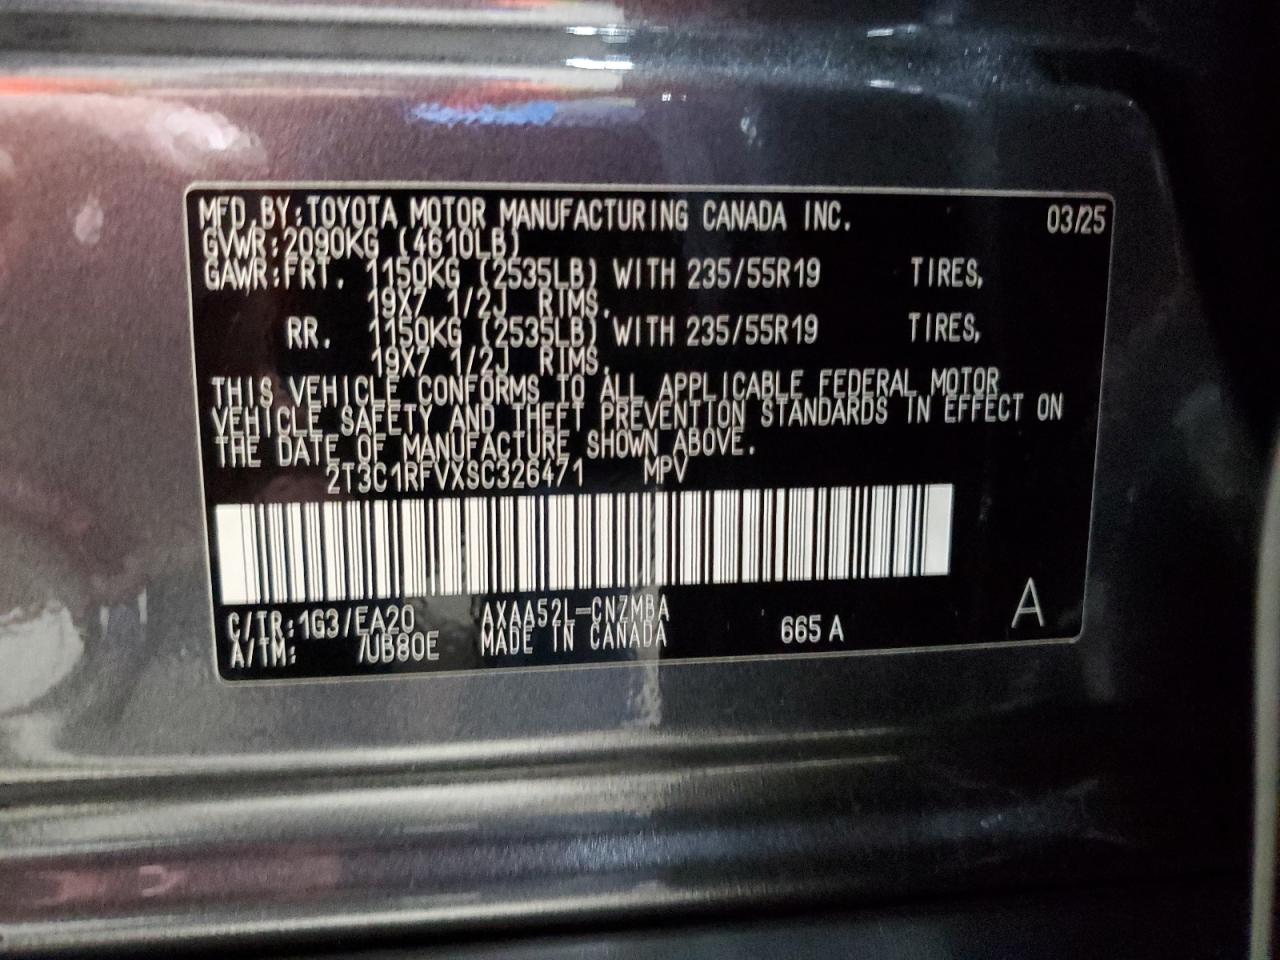 MFD. BY: TOYOTA MOTOR MANUFACTURING CANADA INC. 03/25
GVWR: 2090KG (4610LB)
GAWR: FRT. 1150KG (2535LB) WITH 235/55R19 TIRES,
19X7 1/2J RIMS.
RR. 1150KG (2535LB) WITH 235/55R19 TIRES,
19X7 1/2J RIMS.
THIS VEHICLE CONFORMS TO ALL APPLICABLE FEDERAL MOTOR
VEHICLE SAFETY AND THEFT PREVENTION STANDARDS IN EFFECT ON
THE DATE OF MANUFACTURE SHOWN ABOVE.
2T3C1RFVXSC326471 MPV
C/TR: 1G3/EA20 AXAA52L-CNZMBA
A/TM: /UB80E MADE IN CANADA 665 A A